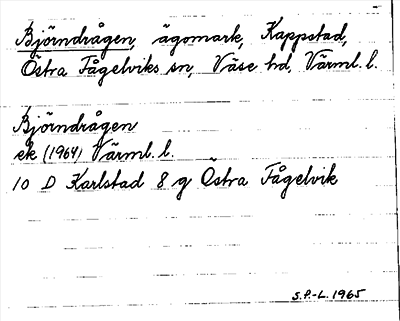 Björndrågen, ägomark, Kappstad,
Östra Fågelviks sn, Väse hd, Värml. l.
Björndrågen
ek (1964) Värml. l.
10 D Karlstad 8 g Östra Fågelvik
S.P.-L. 1965